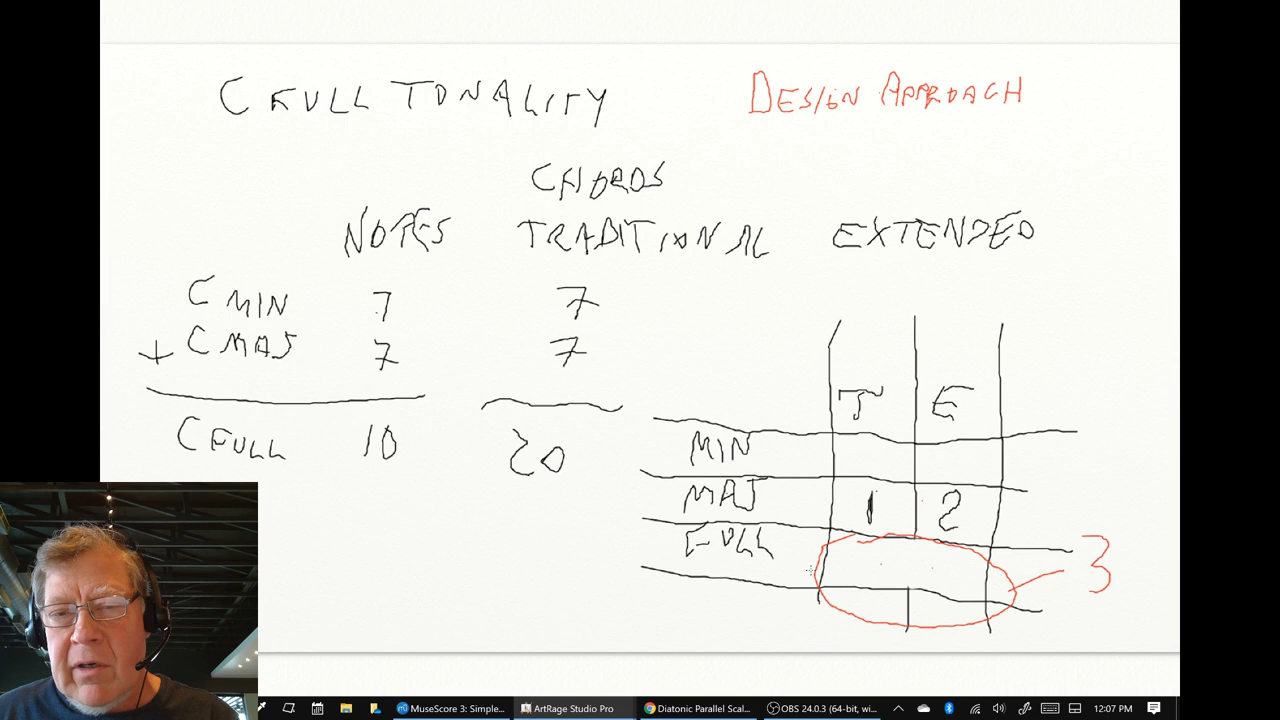 C FULL TONALITY
DESIGN APPROACH
CHORDS
NOTES TRADITIONAL EXTENDED
C MIN 7 7
+ C MAJ 7 7
C FULL 10 20
T E
MIN
MAJ 1 2
FULL
3
MuseScore 3: Simple...
ArtRage Studio Pro
Diatonic Parallel Scal...
OBS 24.0.3 (64-bit, wi...
12:07 PM